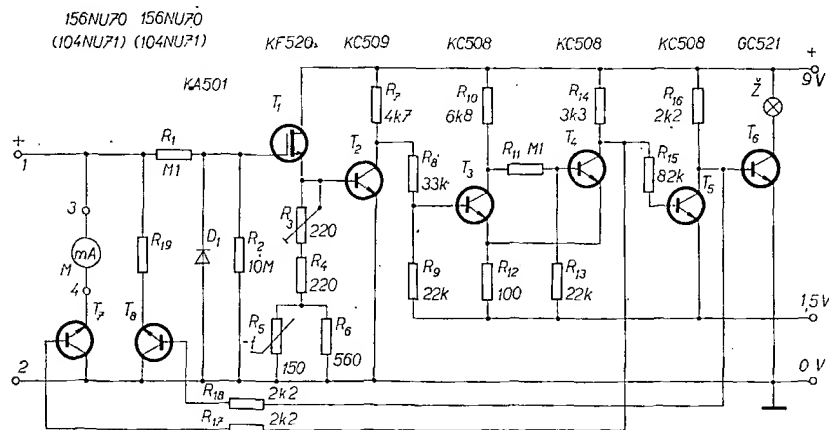 156NU70 156NU70
(104NU71) (104NU71)
KF520
KC509
KC508
KC508
KC508
GC521
KA501
+
9V
Ž
T1
R7
4k7
R10
6k8
R14
3k3
R16
2k2
T6
+
1
R1
M1
T2
R8
33k
T3
R11 M1
T4
R15
82k
T5
3
mA
M
4
R19
D1
R2
10M
R3
220
R4
220
R9
22k
R12
100
R13
22k
1,5V
T7
T8
R5
-t
150
R6
560
2
0V
R18 2k2
R17 2k2